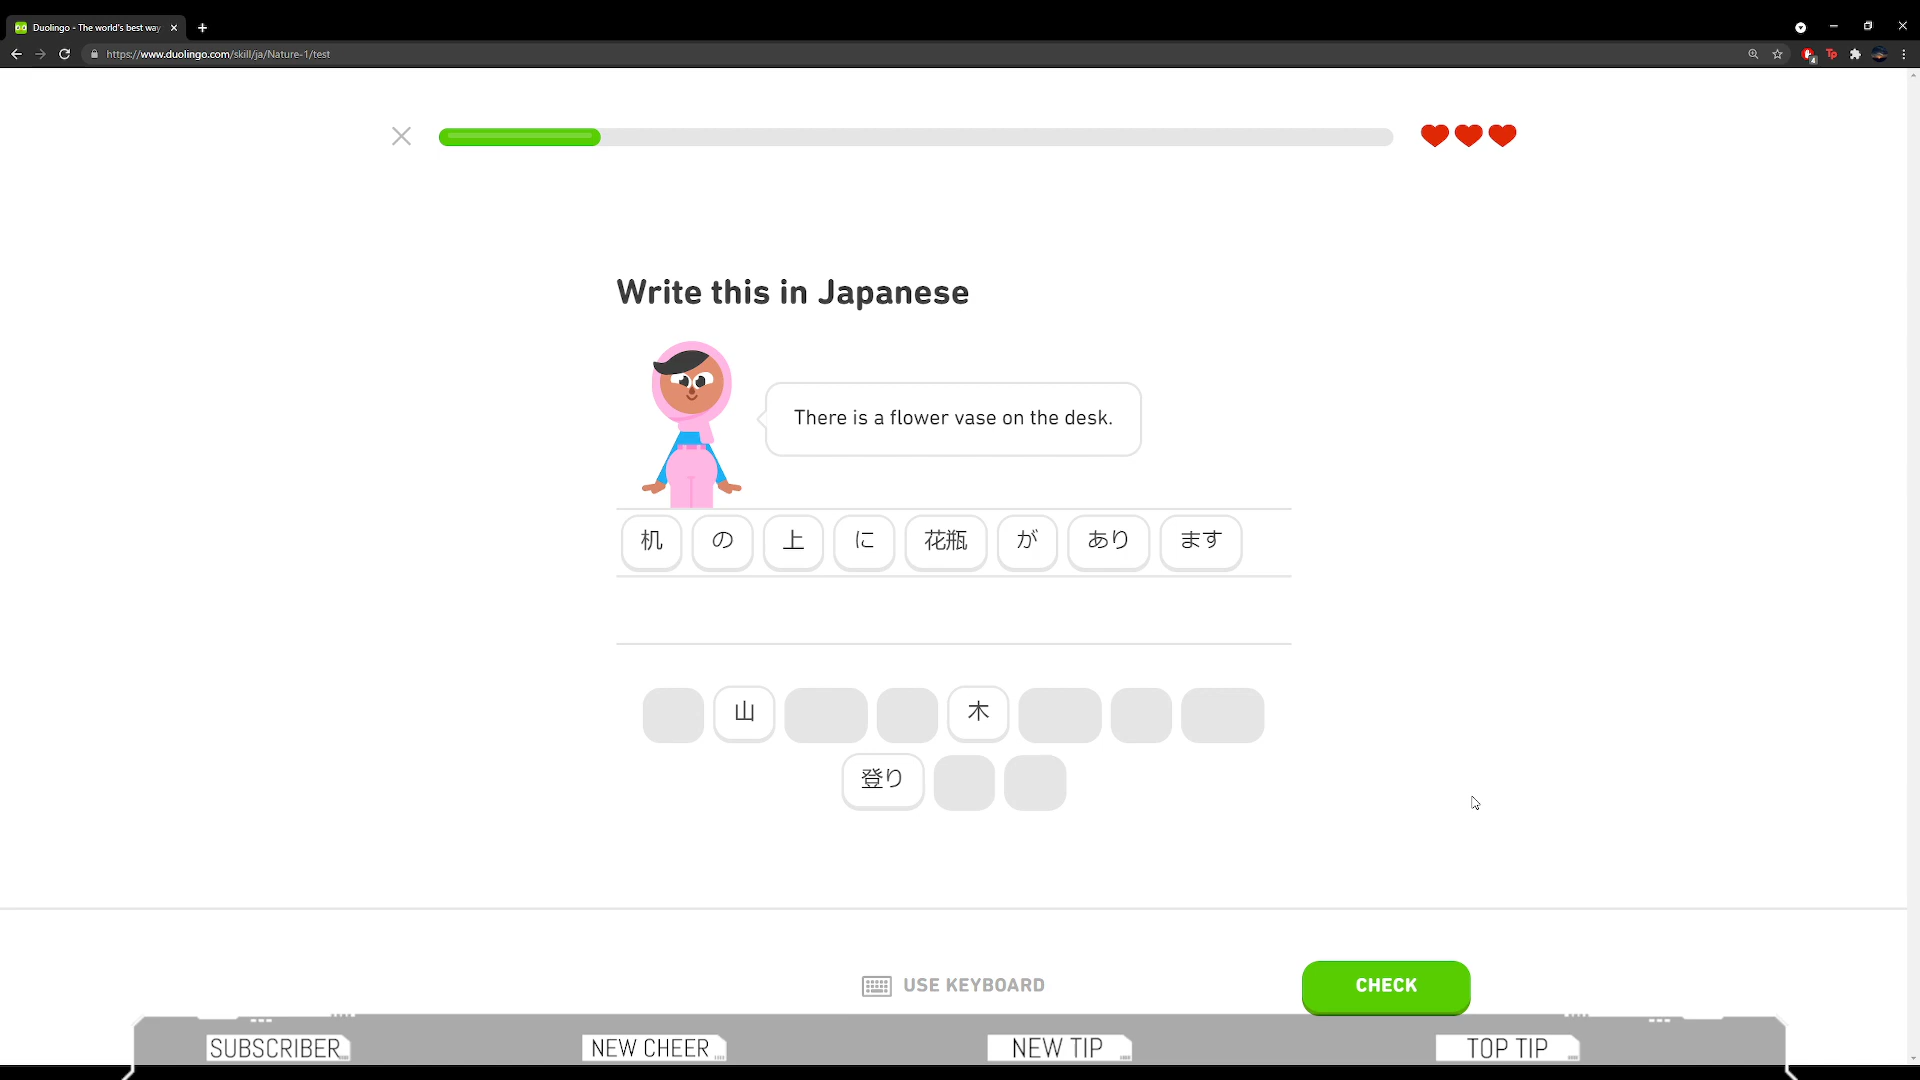 Duolingo - The world's best way
https://www.duolingo.com/skill/ja/Nature-1/test
Write this in Japanese
There is a flower vase on the desk.
机 の 上 に 花瓶 が あり ます
山 木
登り
USE KEYBOARD
CHECK
SUBSCRIBER NEW CHEER NEW TIP TOP TIP